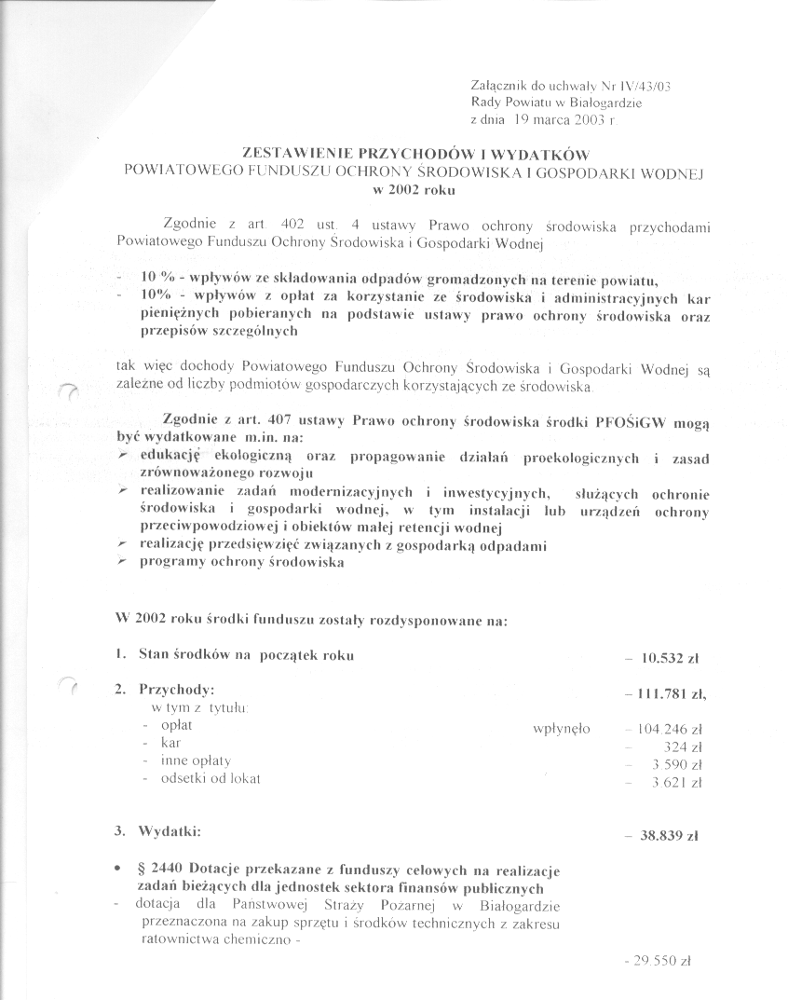 Załącznik do uchwały Nr IV/43/03
Rady Powiatu w Białogardzie
z dnia 19 marca 2003 r
ZESTAWIENIE PRZYCHODÓW I WYDATKÓW
POWIATOWEGO FUNDUSZU OCHRONY ŚRODOWISKA I GOSPODARKI WODNEJ
w 2002 roku
Zgodnie z art. 402 ust. 4 ustawy Prawo ochrony środowiska przychodami
Powiatowego Funduszu Ochrony Środowiska i Gospodarki Wodnej
- 10 % - wpływów ze składowania odpadów gromadzonych na terenie powiatu,
- 10% - wpływów z opłat za korzystanie ze środowiska i administracyjnych kar
pieniężnych pobieranych na podstawie ustawy prawo ochrony środowiska oraz
przepisów szczególnych
tak więc dochody Powiatowego Funduszu Ochrony Środowiska i Gospodarki Wodnej są
zależne od liczby podmiotów gospodarczych korzystających ze środowiska.
Zgodnie z art. 407 ustawy Prawo ochrony środowiska środki PFOŚiGW mogą
być wydatkowane m.in. na:
➢ edukację ekologiczną oraz propagowanie działań proekologicznych i zasad
zrównoważonego rozwoju
➢ realizowanie zadań modernizacyjnych i inwestycyjnych, służących ochronie
środowiska i gospodarki wodnej, w tym instalacji lub urządzeń ochrony
przeciwpowodziowej i obiektów małej retencji wodnej
➢ realizację przedsięwzięć związanych z gospodarką odpadami
➢ programy ochrony środowiska
W 2002 roku środki funduszu zostały rozdysponowane na:
1. Stan środków na początek roku – 10.532 zł
2. Przychody: – 111.781 zł,
w tym z tytułu:
- opłat wpłynęło – 104.246 zł
- kar – 324 zł
- inne opłaty – 3 590 zł
- odsetki od lokat – 3.621 zł
3. Wydatki: – 38.839 zł
• § 2440 Dotacje przekazane z funduszy celowych na realizacje
zadań bieżących dla jednostek sektora finansów publicznych
- dotacja dla Państwowej Straży Pożarnej w Białogardzie
przeznaczona na zakup sprzętu i środków technicznych z zakresu
ratownictwa chemiczno -
- 29.550 zł